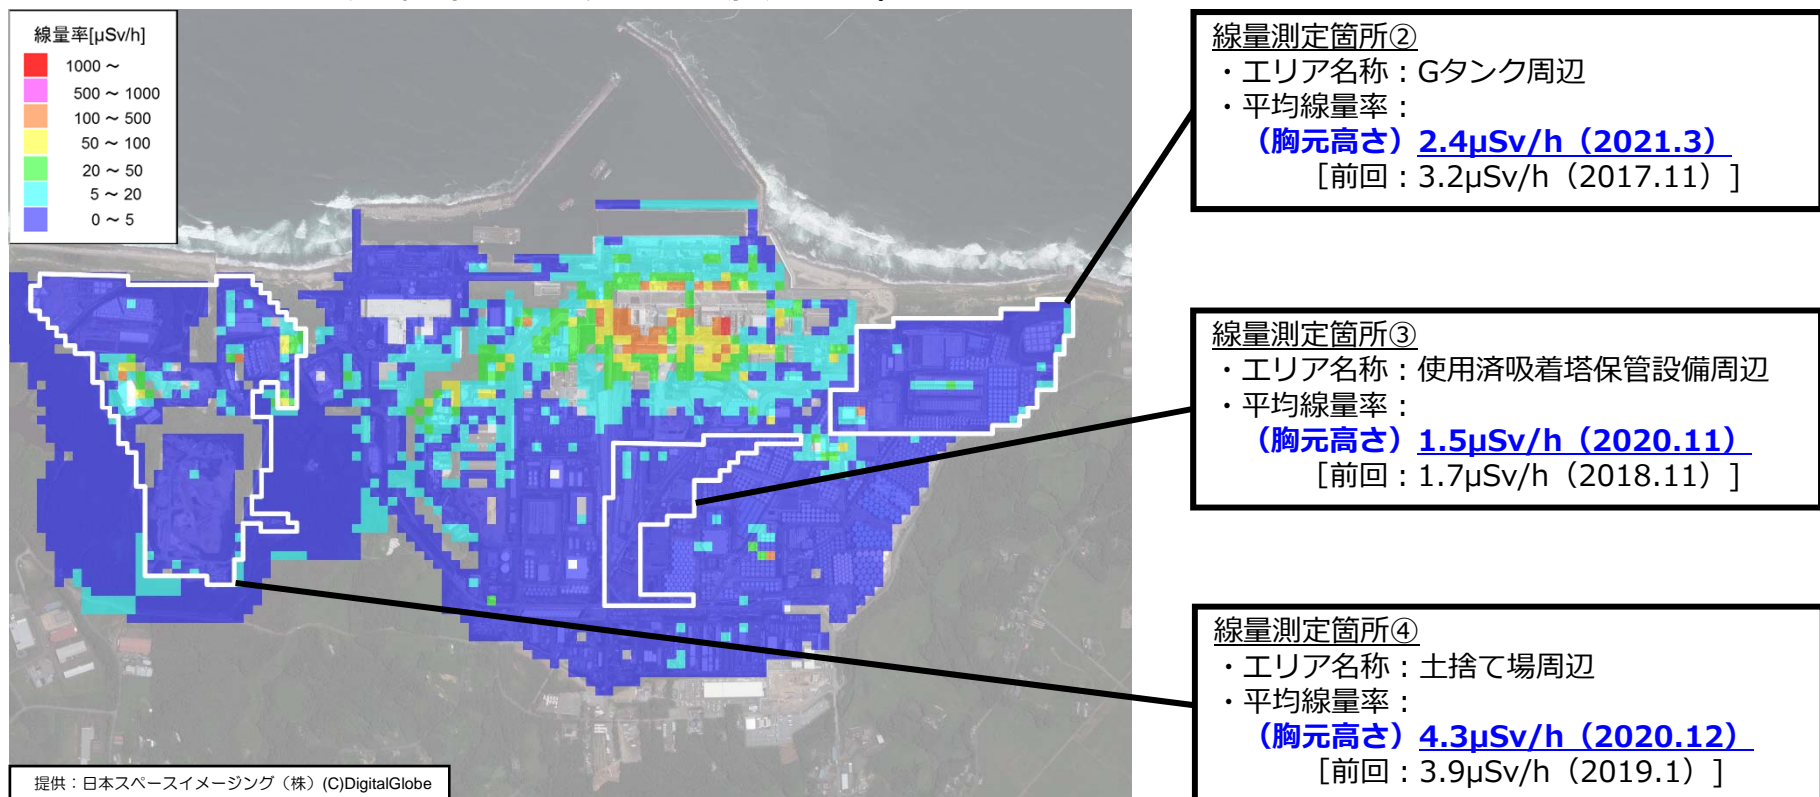 線量率[μSv/h]
1000 ~
500 ~ 1000
100 ~ 500
50 ~ 100
20 ~ 50
5 ~ 20
0 ~ 5
提供：日本スペースイメージング（株）(C)DigitalGlobe
線量測定箇所②
・エリア名称：Gタンク周辺
・平均線量率：
（胸元高さ）2.4μSv/h（2021.3）
［前回：3.2μSv/h（2017.11）］
線量測定箇所③
・エリア名称：使用済吸着塔保管設備周辺
・平均線量率：
（胸元高さ）1.5μSv/h（2020.11）
［前回：1.7μSv/h（2018.11）］
線量測定箇所④
・エリア名称：土捨て場周辺
・平均線量率：
（胸元高さ）4.3μSv/h（2020.12）
［前回：3.9μSv/h（2019.1）］